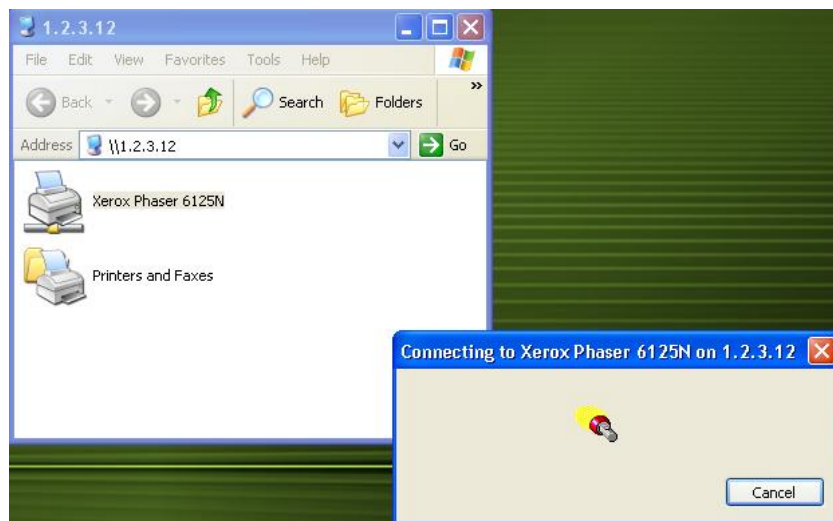 1.2.3.12
File Edit View Favorites Tools Help
Back Search Folders »
Address \\1.2.3.12 Go
Xerox Phaser 6125N
Printers and Faxes
Connecting to Xerox Phaser 6125N on 1.2.3.12
Cancel